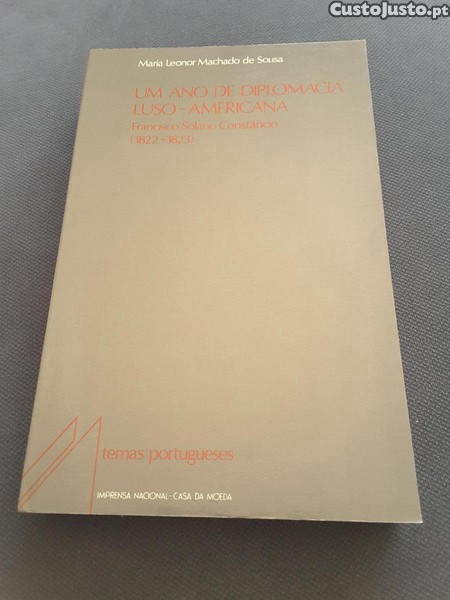 CustoJusto.pt
Maria Leonor Machado de Sousa
UM ANO DE DIPLOMACIA
LUSO-AMERICANA
Francisco Solano Constâncio
(1822-1823)
temas portugueses
IMPRENSA NACIONAL-CASA DA MOEDA